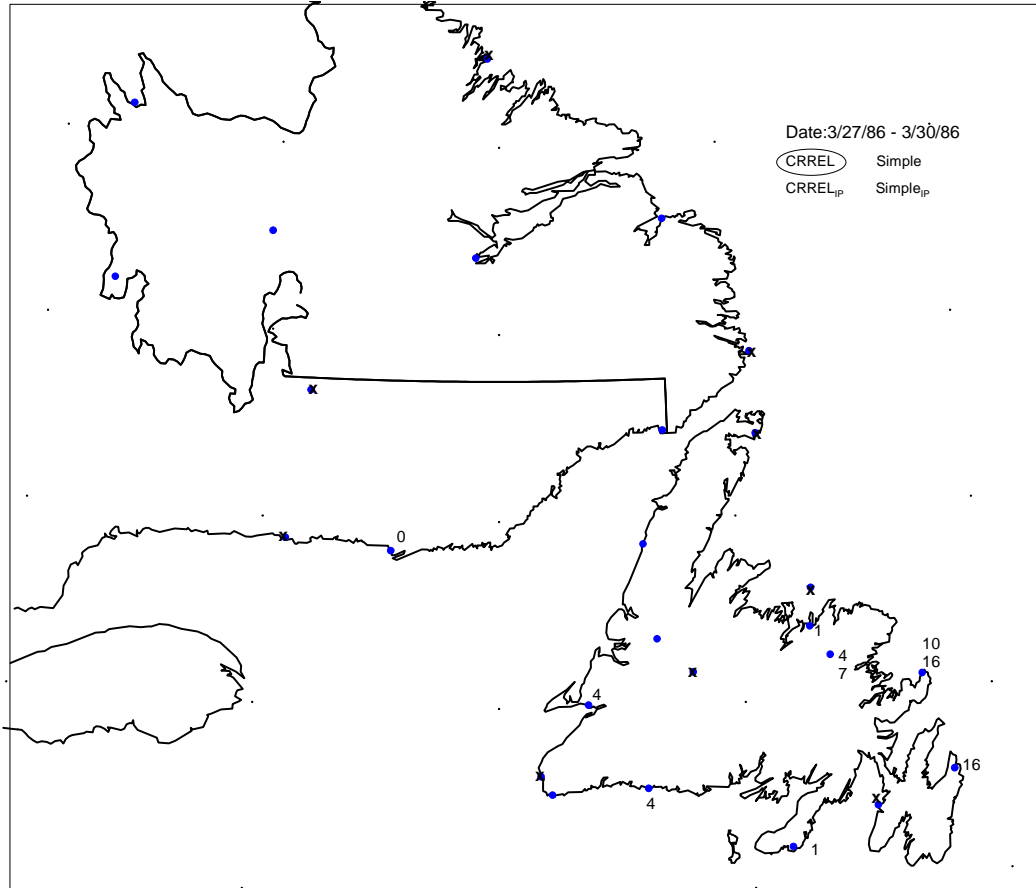 x
Date:3/27/86 - 3/30/86
CRREL Simple
CRREL_IP Simple_IP
x
x
x
x
0
x
1
10
4
16
7
x
4
x
16
x
4
1